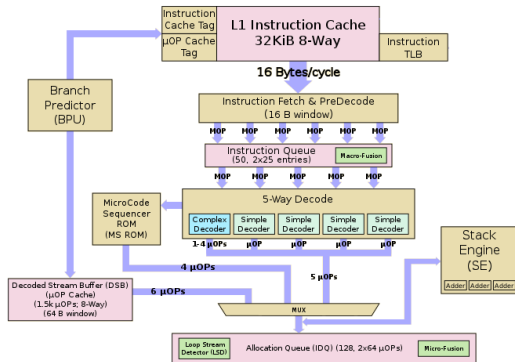 Instruction
Cache Tag
µOP Cache
Tag
L1 Instruction Cache
32KiB 8-Way
Instruction
TLB
16 Bytes/cycle
Branch
Predictor
(BPU)
Instruction Fetch & PreDecode
(16 B window)
MOP MOP MOP MOP MOP MOP
Instruction Queue
(50, 2x25 entries)
Macro-Fusion
MOP MOP MOP MOP MOP
5-Way Decode
MicroCode
Sequencer
ROM
(MS ROM)
Complex
Decoder
Simple
Decoder
Simple
Decoder
Simple
Decoder
Simple
Decoder
1-4 µOPs µOP µOP µOP µOP
Stack
Engine
(SE)
Adder Adder Adder
4 µOPs
5 µOPs
Decoded Stream Buffer (DSB)
(µOP Cache)
(1.5k µOPs; 8-Way)
(64 B window)
6 µOPs
MUX
Loop Stream
Detector (LSD)
Allocation Queue (IDQ) (128, 2x64 µOPs)
Micro-Fusion